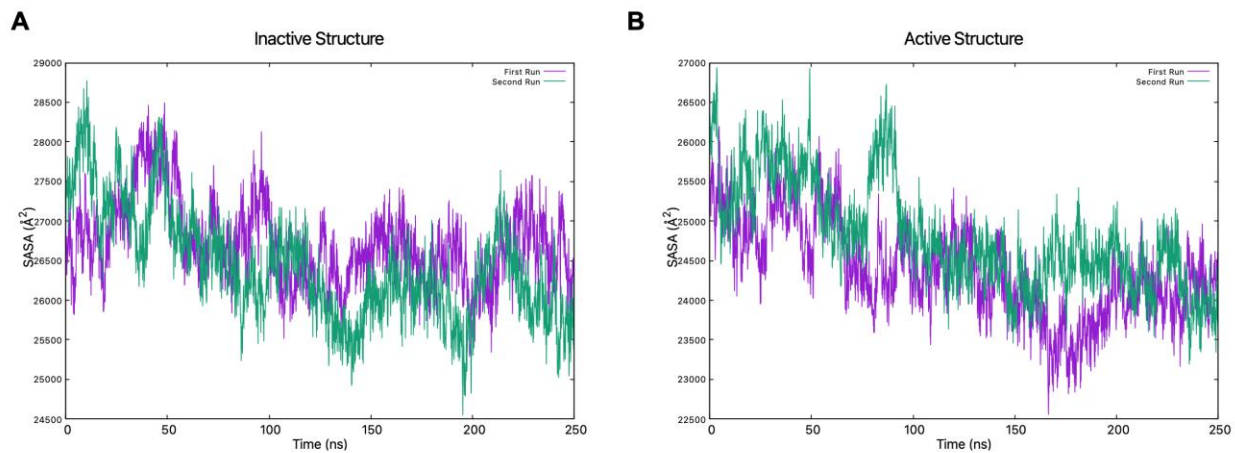 A
Inactive Structure
29000
28500
28000
27500
27000
26500
26000
25500
25000
24500
SASA (Å²)
First Run
Second Run
0 50 100 150 200 250
Time (ns)
B
Active Structure
27000
26500
26000
25500
25000
24500
24000
23500
23000
22500
SASA (Å²)
First Run
Second Run
0 50 100 150 200 250
Time (ns)